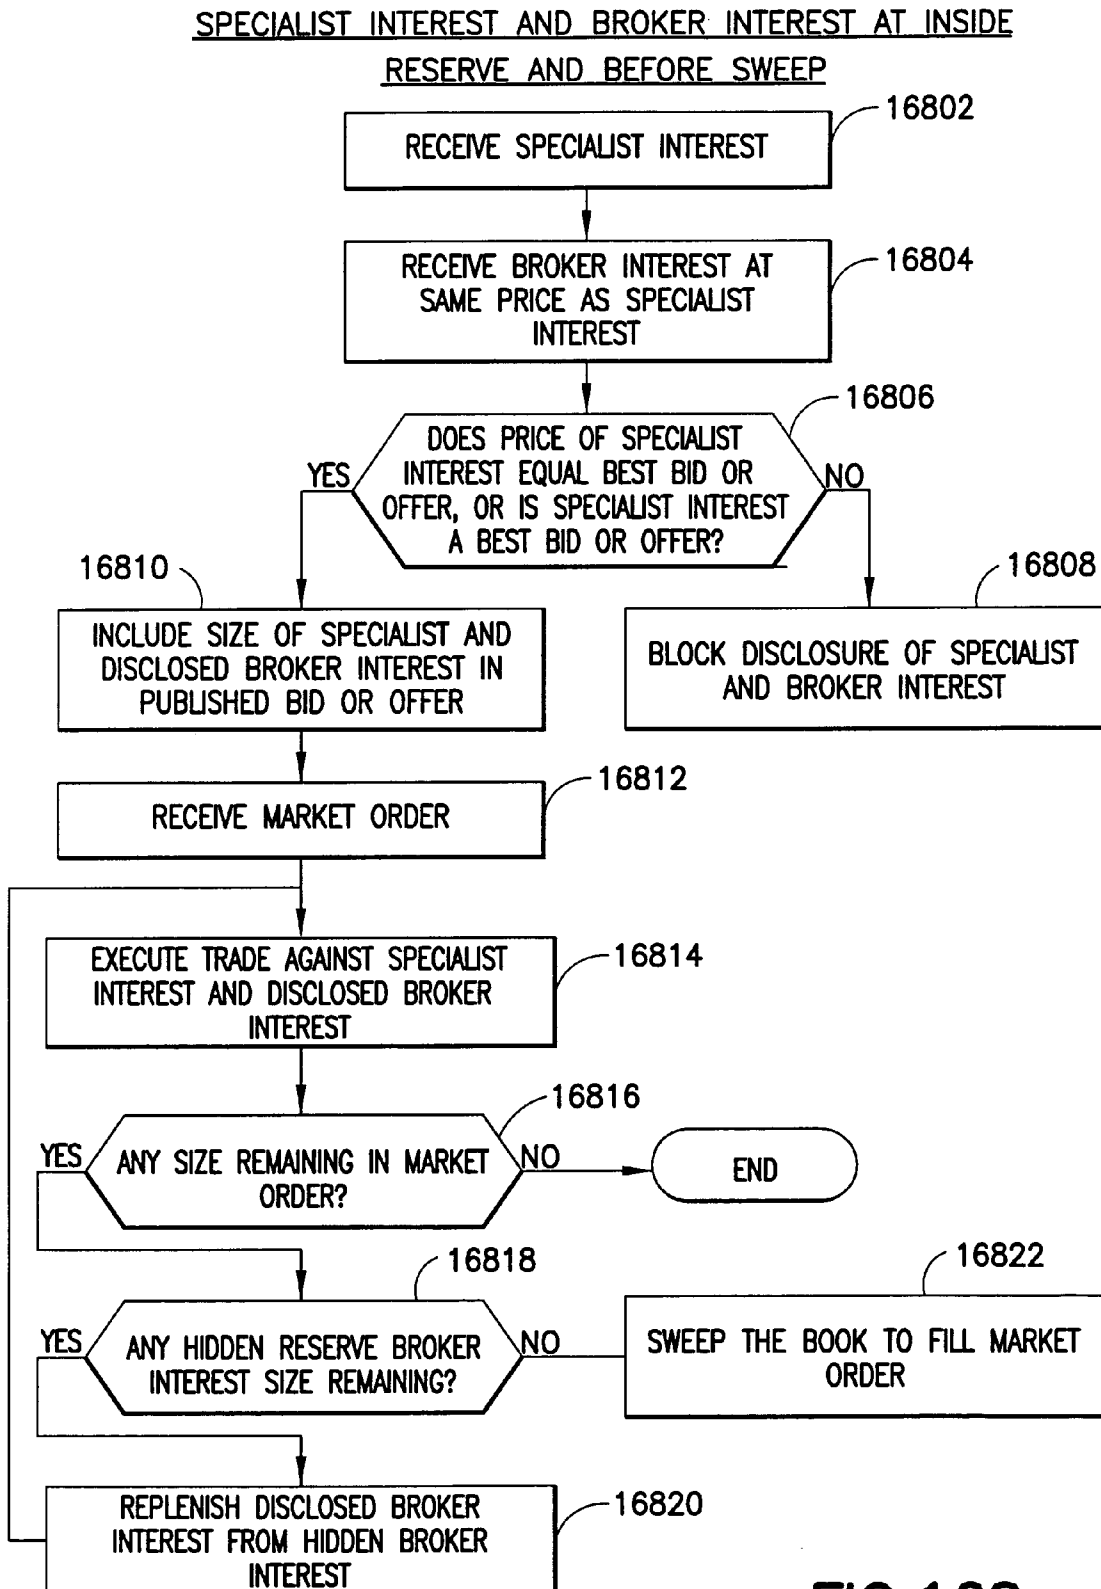 SPECIALIST INTEREST AND BROKER INTEREST AT INSIDE
RESERVE AND BEFORE SWEEP
16802
RECEIVE SPECIALIST INTEREST
16804
RECEIVE BROKER INTEREST AT
SAME PRICE AS SPECIALIST
INTEREST
16806
DOES PRICE OF SPECIALIST
INTEREST EQUAL BEST BID OR
OFFER, OR IS SPECIALIST INTEREST
A BEST BID OR OFFER?
YES
NO
16810
16808
INCLUDE SIZE OF SPECIALIST AND
DISCLOSED BROKER INTEREST IN
PUBLISHED BID OR OFFER
BLOCK DISCLOSURE OF SPECIALIST
AND BROKER INTEREST
16812
RECEIVE MARKET ORDER
16814
EXECUTE TRADE AGAINST SPECIALIST
INTEREST AND DISCLOSED BROKER
INTEREST
16816
YES
ANY SIZE REMAINING IN MARKET
ORDER?
NO
END
16818
16822
YES
ANY HIDDEN RESERVE BROKER
INTEREST SIZE REMAINING?
NO
SWEEP THE BOOK TO FILL MARKET
ORDER
16820
REPLENISH DISCLOSED BROKER
INTEREST FROM HIDDEN BROKER
INTEREST